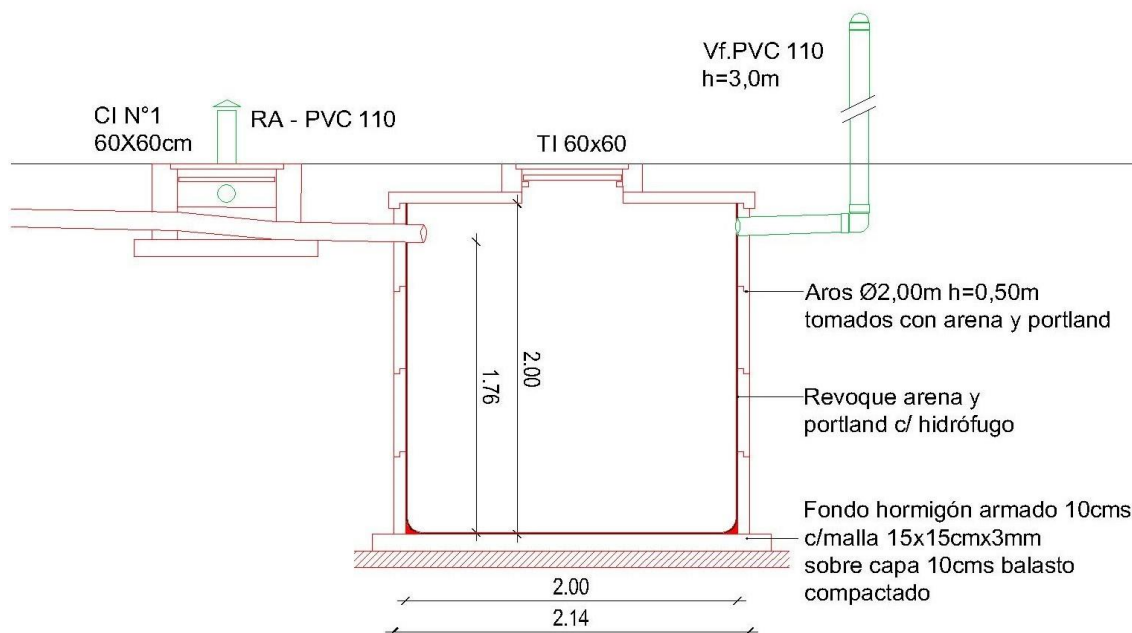 Vf.PVC 110
h=3,0m
CI N°1
60X60cm
RA - PVC 110
TI 60x60
Aros Ø2,00m h=0,50m
tomados con arena y portland
2.00
1.76
Revoque arena y
portland c/ hidrófugo
Fondo hormigón armado 10cms
c/malla 15x15cmx3mm
sobre capa 10cms balasto
compactado
2.00
2.14